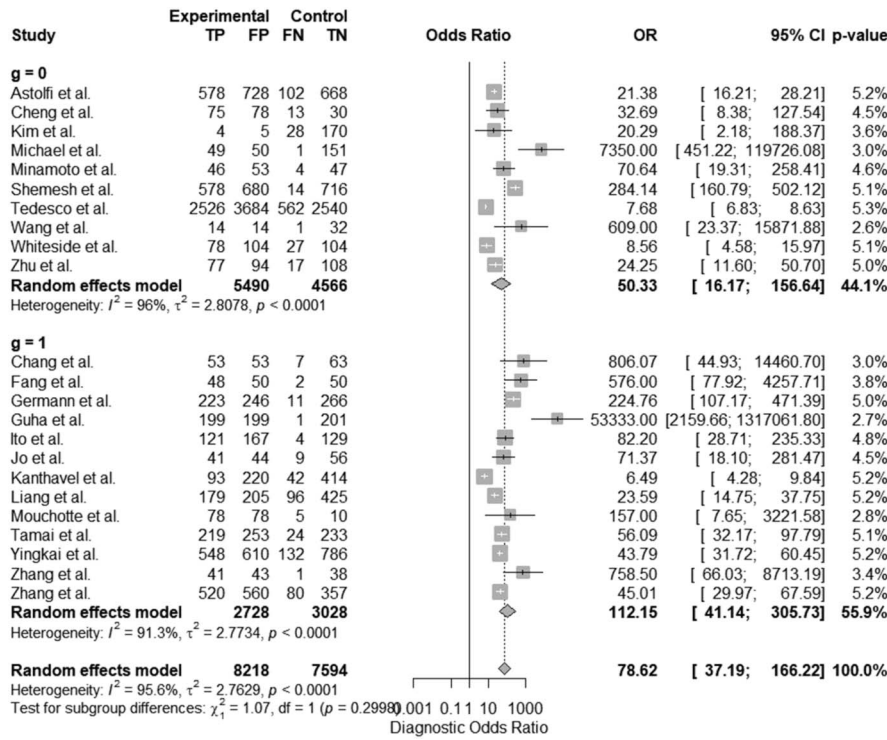 Experimental Control
Study TP FP FN TN Odds Ratio OR 95% CI p-value
g = 0
Astolfi et al. 578 728 102 668 21.38 [ 16.21; 28.21] 5.2%
Cheng et al. 75 78 13 30 32.69 [ 8.38; 127.54] 4.5%
Kim et al. 4 5 28 170 20.29 [ 2.18; 188.37] 3.6%
Michael et al. 49 50 1 151 7350.00 [451.22; 119726.08] 3.0%
Minamoto et al. 46 53 4 47 70.64 [ 19.31; 258.41] 4.6%
Shemesh et al. 578 680 14 716 284.14 [160.79; 502.12] 5.1%
Tedesco et al. 2526 3684 562 2540 7.68 [ 6.83; 8.63] 5.3%
Wang et al. 14 14 1 32 609.00 [ 23.37; 15871.88] 2.6%
Whiteside et al. 78 104 27 104 8.56 [ 4.58; 15.97] 5.2%
Zhu et al. 77 94 17 108 24.25 [ 11.60; 50.70] 5.0%
Random effects model 5490 4566 50.33 [ 16.17; 156.64] 44.1%
Heterogeneity: I² = 96%, τ² = 2.8078, p < 0.0001
g = 1
Chang et al. 53 53 7 63 806.07 [ 44.93; 14460.70] 3.0%
Fang et al. 48 50 2 50 576.00 [ 77.92; 4257.71] 3.8%
Germann et al. 223 246 11 266 224.76 [ 107.17; 471.39] 5.0%
Guha et al. 199 199 1 201 53333.00 [2159.66; 1317061.80] 2.7%
Ito et al. 121 167 4 129 82.20 [ 28.71; 235.33] 4.8%
Jo et al. 41 44 9 56 71.37 [ 18.10; 281.47] 4.5%
Kanthavel et al. 93 220 42 414 6.49 [ 4.28; 9.84] 5.2%
Liang et al. 179 205 96 425 23.59 [ 14.75; 37.75] 5.2%
Mouchotte et al. 78 78 5 10 157.00 [ 7.65; 3221.58] 2.8%
Tamai et al. 219 253 24 233 56.09 [ 32.17; 97.79] 5.1%
Yingkai et al. 548 610 132 786 43.79 [ 31.72; 60.45] 5.2%
Zhang et al. 41 43 1 38 758.50 [ 66.03; 8713.19] 3.4%
Zhang et al. 520 560 80 357 45.01 [ 29.97; 67.59] 5.2%
Random effects model 2728 3028 112.15 [ 41.14; 305.73] 55.9%
Heterogeneity: I² = 91.3%, τ² = 2.7734, p < 0.0001
Random effects model 8218 7594 78.62 [ 37.19; 166.22] 100.0%
Heterogeneity: I² = 95.6%, τ² = 2.7629, p < 0.0001
Test for subgroup differences: χ₁² = 1.07, df = 1 (p = 0.2998) 0.001 0.1 10 1000
Diagnostic Odds Ratio